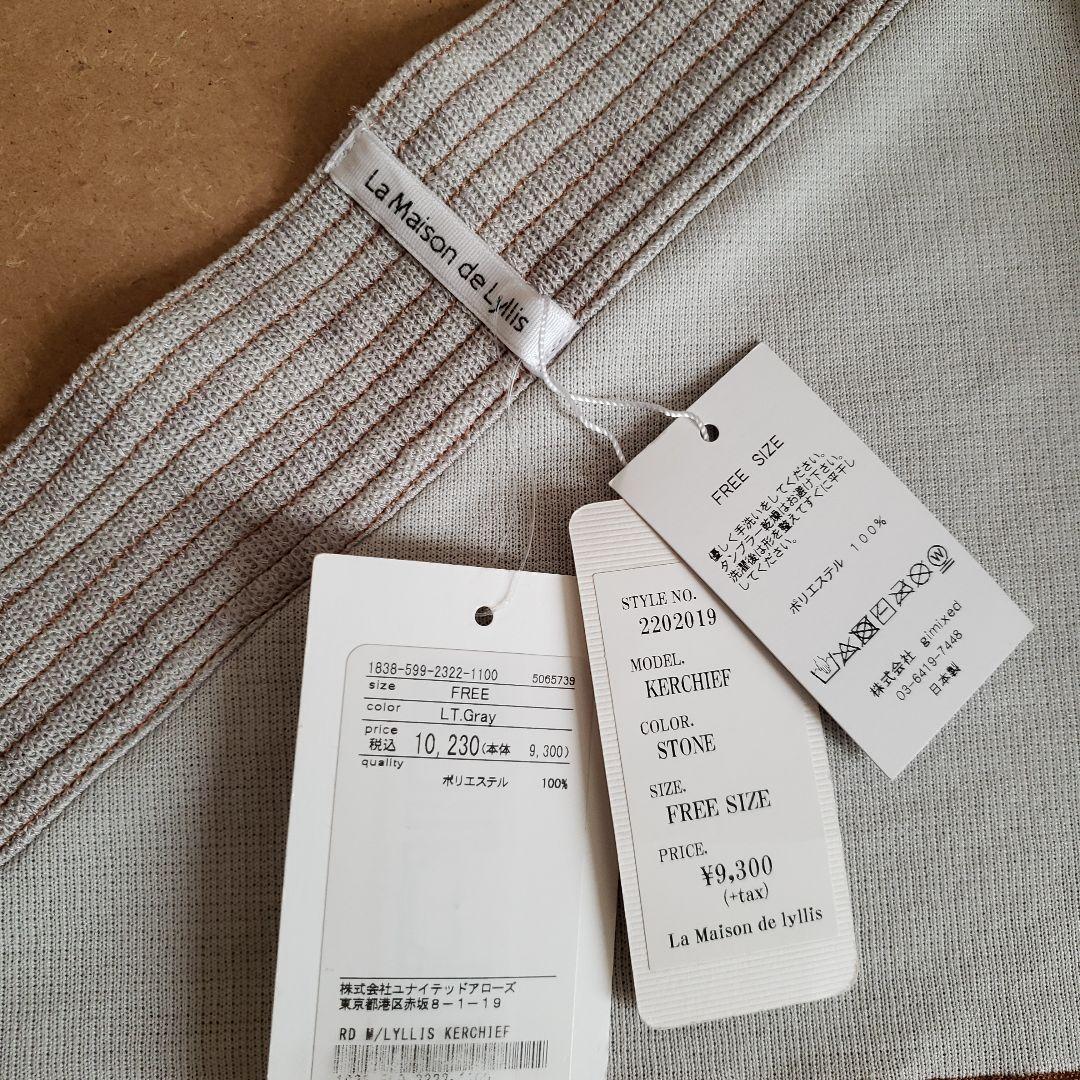 La Maison de Lyllis
FREE SIZE
優しく手洗いをしてください。
タンブラー乾燥はお避け下さい。
洗濯後は形を整えてすぐに平干し
してください。
ポリエステル 100%
株式会社 gimixed
03-6419-7448
日本製
STYLE NO.
2202019
MODEL.
KERCHIEF
COLOR.
STONE
SIZE.
FREE SIZE
PRICE.
¥9,300
(+tax)
La Maison de lyllis
1838-599-2322-1100 5065739
size FREE
color LT.Gray
price
税込 10,230(本体 9,300)
quality
ポリエステル 100%
株式会社ユナイテッドアローズ
東京都港区赤坂8-1-19
RD M/LYLLIS KERCHIEF